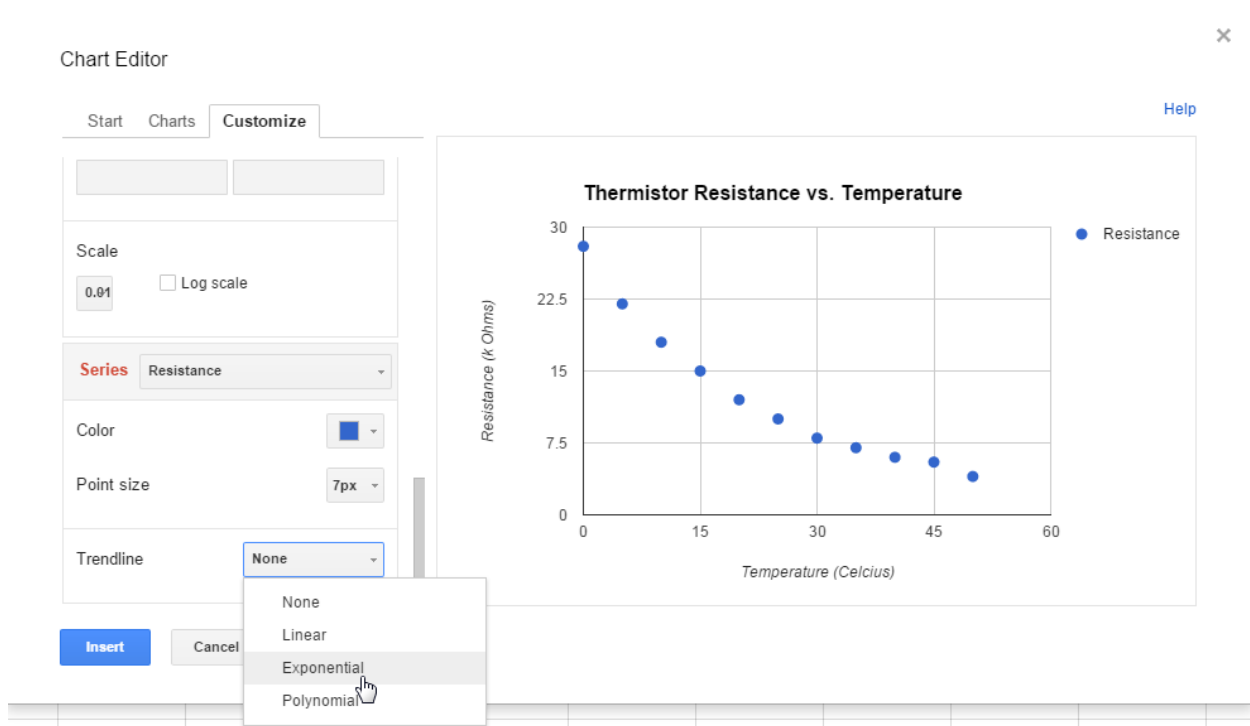 ×
Chart Editor
Help
Start Charts Customize
Scale
0.01
Log scale
Series Resistance
Color
Point size 7px
Trendline None
None
Linear
Exponential
Polynomial
Insert Cancel
Thermistor Resistance vs. Temperature
Resistance
Resistance (k Ohms)
30
22.5
15
7.5
0
0 15 30 45 60
Temperature (Celcius)